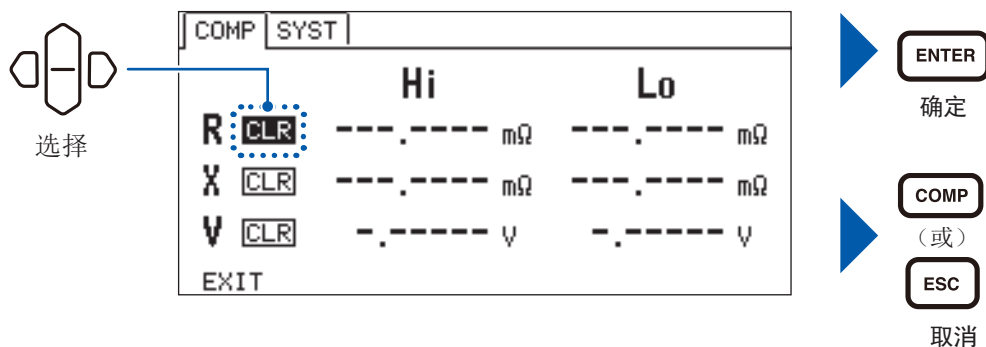 COMP SYST
Hi Lo
R CLR ---.---- mΩ ---.---- mΩ
X CLR ---.---- mΩ ---.---- mΩ
V CLR -.----- V -.----- V
EXIT
选择
ENTER
确定
COMP
（或）
ESC
取消